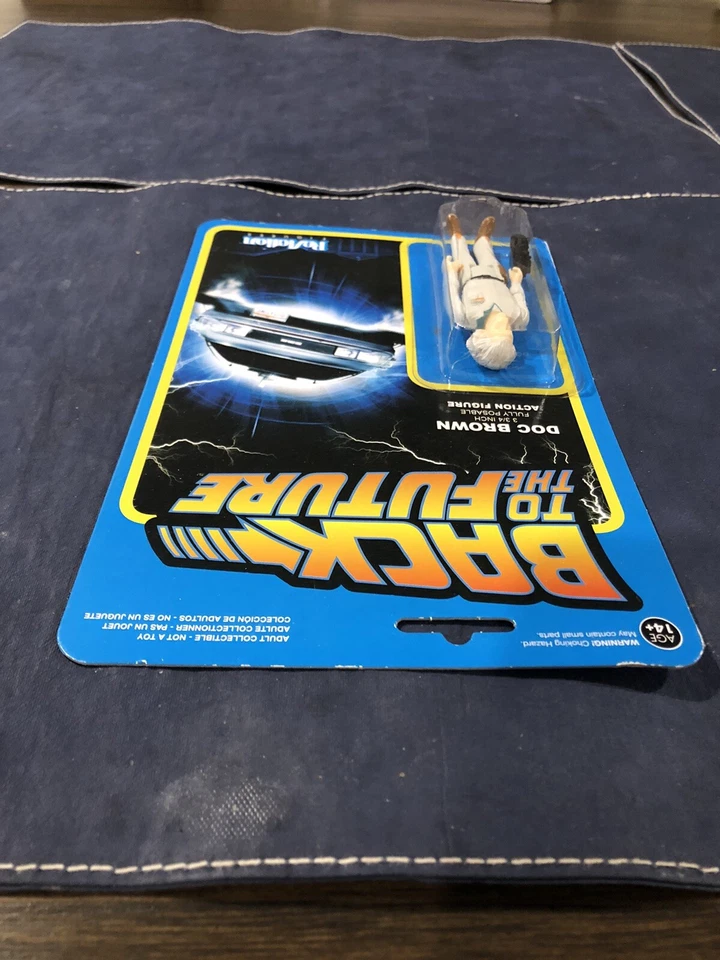 WARNING! Choking Hazard.
May contain small parts.
AGE
14+
ADULT COLLECTIBLE - NOT A TOY
ADULTE COLLECTIONNER - PAS UN JOUET
COLECCIÓN DE ADULTOS - NO ES UN JUGUETE
BACK
TO THE
FUTURE
DOC BROWN
3 3/4 INCH
FULLY POSABLE
ACTION FIGURE
ReAction
FIGURES